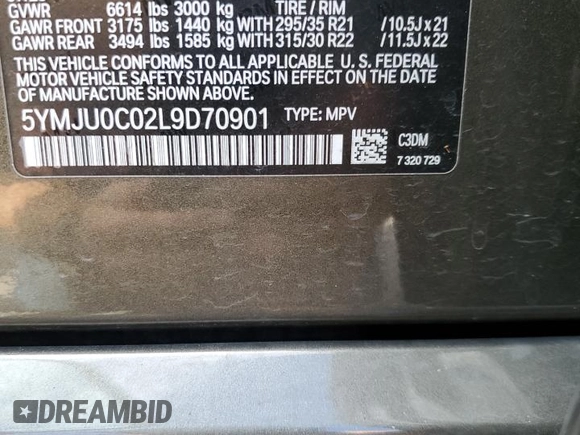 GVWR 6614 lbs 3000 kg TIRE / RIM
GAWR FRONT 3175 lbs 1440 kg WITH 295/35 R21 /10.5J x 21
GAWR REAR 3494 lbs 1585 kg WITH 315/30 R22 /11.5J x 22
THIS VEHICLE CONFORMS TO ALL APPLICABLE U. S. FEDERAL
MOTOR VEHICLE SAFETY STANDARDS IN EFFECT ON THE DATE
OF MANUFACTURE SHOWN ABOVE.
5YMJU0C02L9D70901 TYPE: MPV
C3DM
7 320 729
DREAMBID